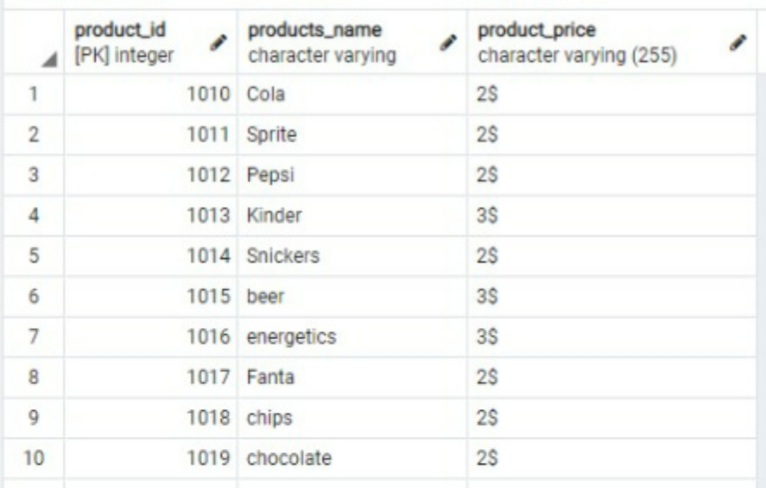 product_id products_name product_price
[PK] integer character varying character varying (255)
1 1010 Cola 2$
2 1011 Sprite 2$
3 1012 Pepsi 2$
4 1013 Kinder 3$
5 1014 Snickers 2$
6 1015 beer 3$
7 1016 energetics 3$
8 1017 Fanta 2$
9 1018 chips 2$
10 1019 chocolate 2$